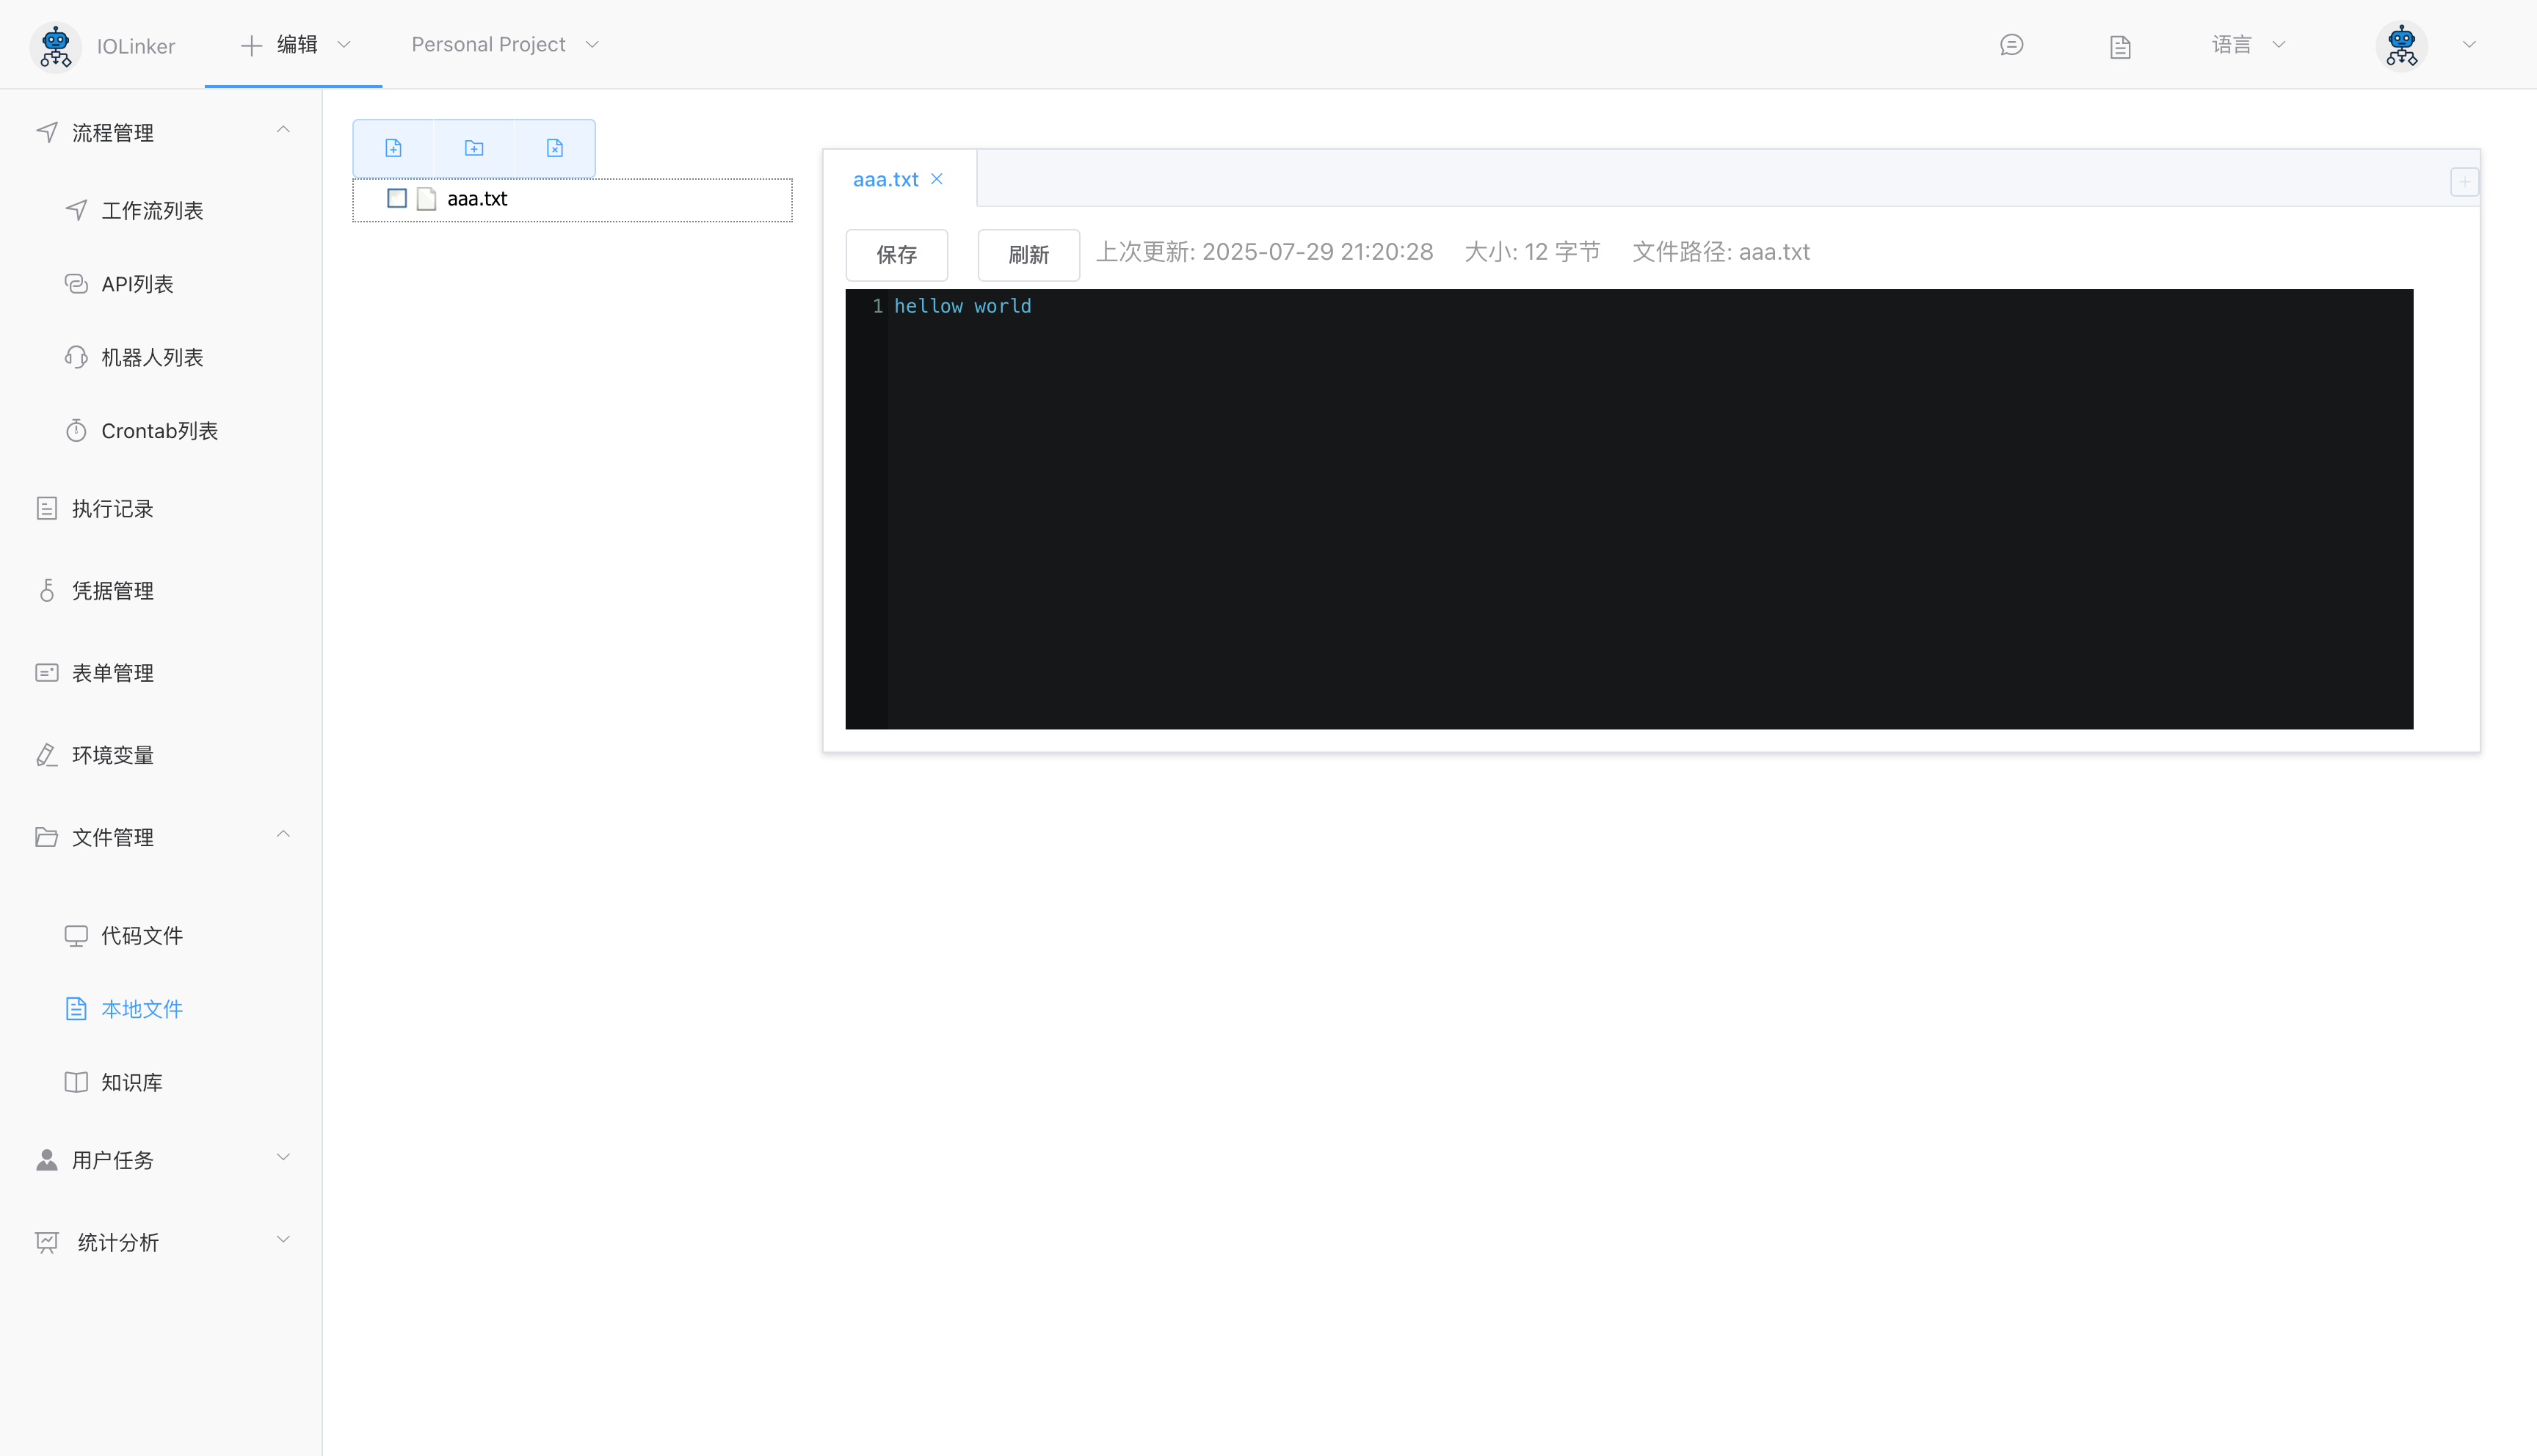 IOLinker
编辑
Personal Project
语言
流程管理
工作流列表
API列表
机器人列表
Crontab列表
执行记录
凭据管理
表单管理
环境变量
文件管理
代码文件
本地文件
知识库
用户任务
统计分析
aaa.txt
aaa.txt
保存
刷新
上次更新: 2025-07-29 21:20:28 大小: 12 字节 文件路径: aaa.txt
1 hellow world